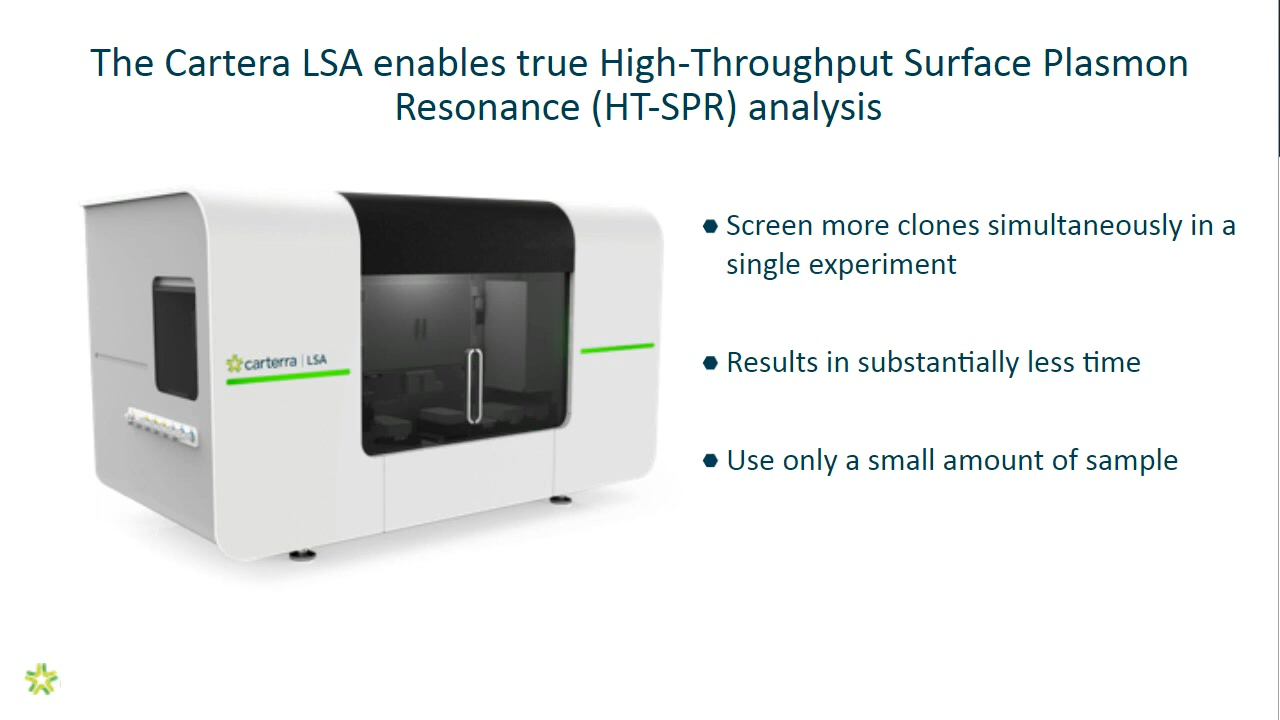 The Cartera LSA enables true High-Throughput Surface Plasmon
Resonance (HT-SPR) analysis
Screen more clones simultaneously in a
single experiment
carterra | LSA
Results in substantially less time
Use only a small amount of sample